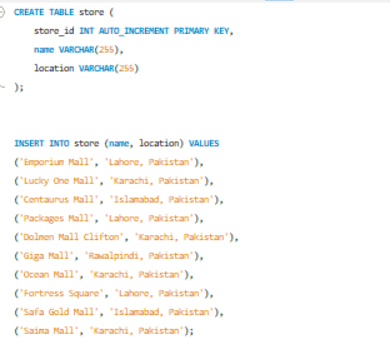 CREATE TABLE store (
store_id INT AUTO_INCREMENT PRIMARY KEY,
name VARCHAR(255),
location VARCHAR(255)
);
INSERT INTO store (name, location) VALUES
('Emporium Mall', 'Lahore, Pakistan'),
('Lucky One Mall', 'Karachi, Pakistan'),
('Centaurus Mall', 'Islamabad, Pakistan'),
('Packages Mall', 'Lahore, Pakistan'),
('Dolmen Mall Clifton', 'Karachi, Pakistan'),
('Giga Mall', 'Rawalpindi, Pakistan'),
('Ocean Mall', 'Karachi, Pakistan'),
('Fortress Square', 'Lahore, Pakistan'),
('Safa Gold Mall', 'Islamabad, Pakistan'),
('Saima Mall', 'Karachi, Pakistan');